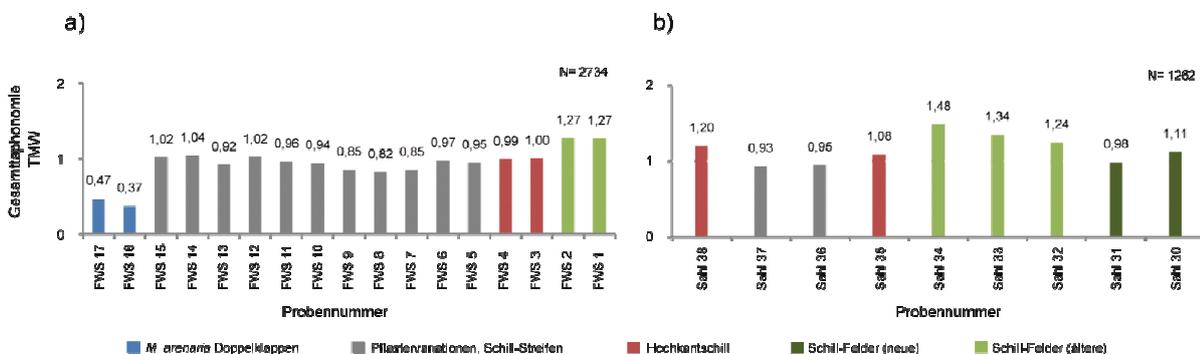 a)
b)
N= 2734
N= 1262
Gesamttaphonomie
TMW
2
1
0
0,47
0,37
1,02
1,04
0,92
1,02
0,96
0,94
0,85
0,82
0,85
0,97
0,95
0,99
1,00
1,27
1,27
FWS 17
FWS 16
FWS 15
FWS 14
FWS 13
FWS 12
FWS 11
FWS 10
FWS 9
FWS 8
FWS 7
FWS 6
FWS 5
FWS 4
FWS 3
FWS 2
FWS 1
Probennummer
2
1
0
1,20
0,93
0,95
1,08
1,48
1,34
1,24
0,98
1,11
Sahl 38
Sahl 37
Sahl 36
Sahl 35
Sahl 34
Sahl 33
Sahl 32
Sahl 31
Sahl 30
Probennummer
M. arenaria Doppelklappen
Pflastervariationen, Schill-Streifen
Hochkantschill
Schill-Felder (neue)
Schill-Felder (ältere)